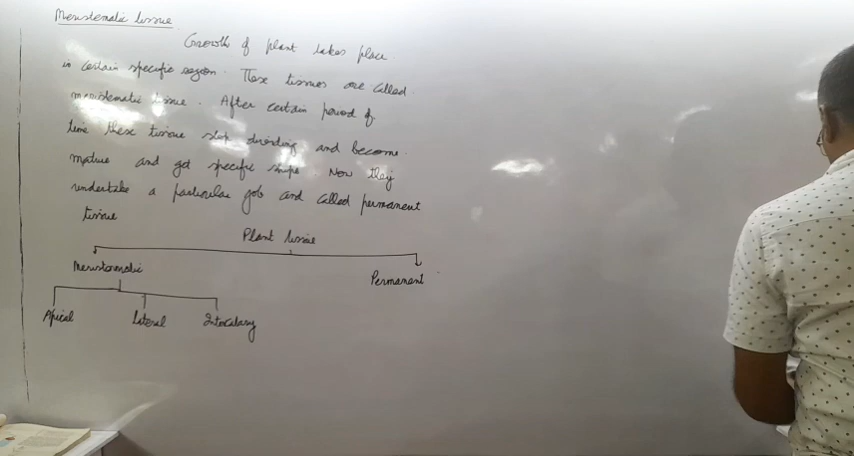 Meristematic tissue
Growth of plant takes place
in certain specific region. These tissues are called
meristematic tissue. After certain period of
time these tissue stop dividing and become
mature and get specific shape. Now they
undertake a particular job and called permanent
tissue
Plant tissue
Meristematic
Permanant
Apical Lateral Intercalary